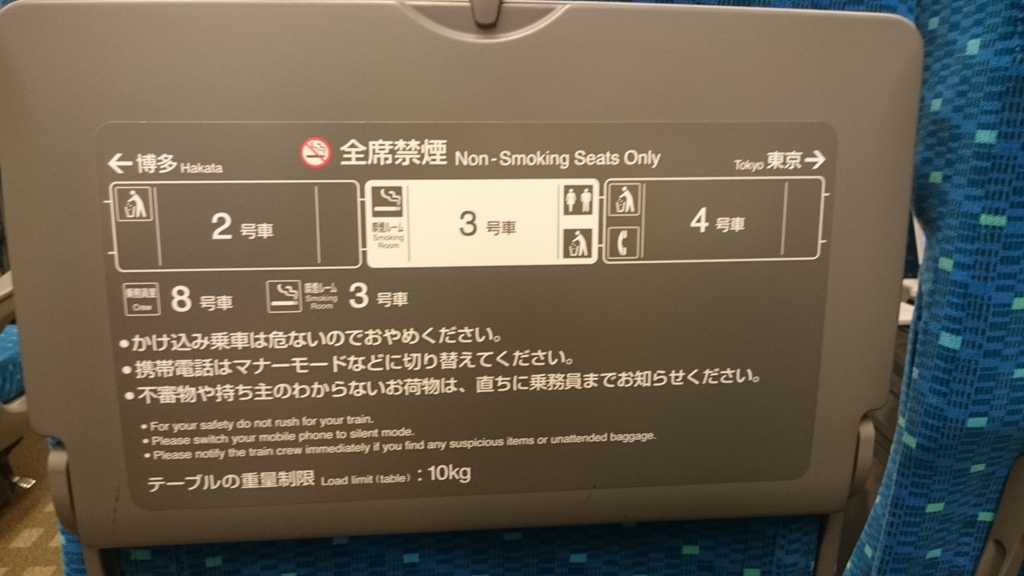 ←博多 Hakata 全席禁煙 Non-Smoking Seats Only Tokyo 東京→
2 号車
喫煙ルーム
Smoking
Room
3 号車
4 号車
乗務員室
Crew
8 号車
喫煙ルーム
Smoking
Room
3 号車
•かけ込み乗車は危ないのでおやめください。
•携帯電話はマナーモードなどに切り替えてください。
•不審物や持ち主のわからないお荷物は、直ちに乗務員までお知らせください。
•For your safety do not rush for your train.
•Please switch your mobile phone to silent mode.
•Please notify the train crew immediately if you find any suspicious items or unattended baggage.
テーブルの重量制限 Load limit (table) : 10kg